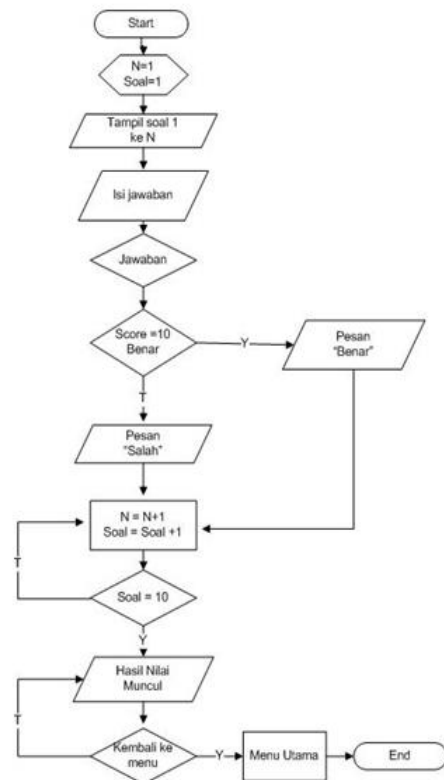 Start
N=1
Soal=1
Tampil soal 1
ke N
Isi jawaban
Jawaban
Score =10
Benar
Y
Pesan
"Benar"
T
Pesan
"Salah"
N = N+1
Soal = Soal +1
T
Soal = 10
Y
Hasil Nilai
Muncul
T
Kembali ke
menu
Y
Menu Utama
End